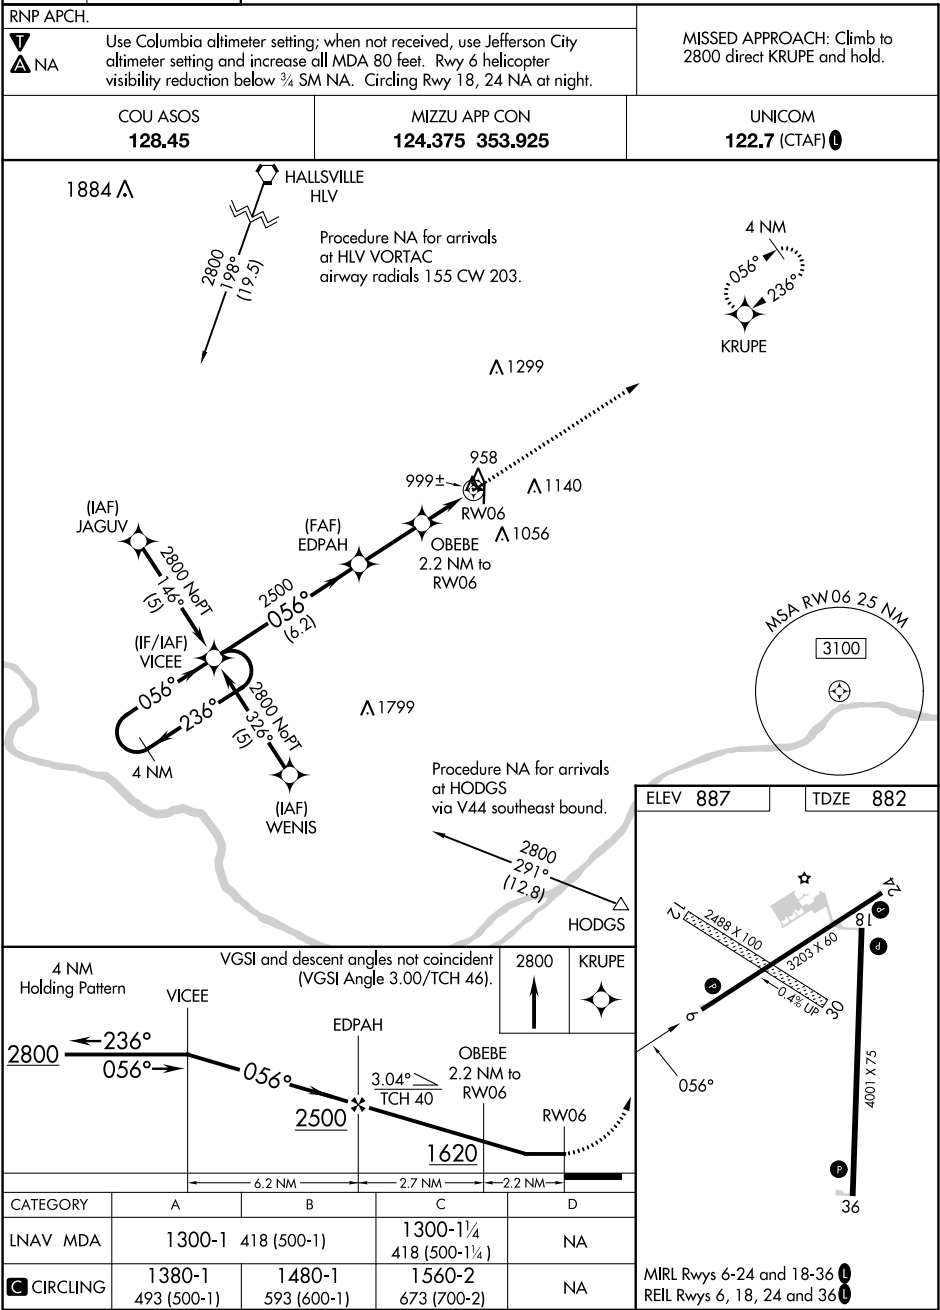 RNP APCH.
T
A NA
Use Columbia altimeter setting; when not received, use Jefferson City
altimeter setting and increase all MDA 80 feet. Rwy 6 helicopter
visibility reduction below ¾ SM NA. Circling Rwy 18, 24 NA at night.
MISSED APPROACH: Climb to
2800 direct KRUPE and hold.
COU ASOS
128.45
MIZZU APP CON
124.375 353.925
UNICOM
122.7 (CTAF) L
1884
HALLSVILLE
HLV
2800
198°
(19.5)
Procedure NA for arrivals
at HLV VORTAC
airway radials 155 CW 203.
4 NM
056°
236°
KRUPE
1299
958
999±
1140
RW06
1056
(IAF)
JAGUV
(FAF)
EDPAH
OBEBE
2.2 NM to
RW06
2800 NoPT
146°
(5)
2500
056°
(6.2)
(IF/IAF)
VICEE
056°
236°
4 NM
2800 NoPT
326°
(5)
(IAF)
WENIS
1799
MSA RW06 25 NM
3100
Procedure NA for arrivals
at HODGS
via V44 southeast bound.
2800
291°
(12.8)
HODGS
ELEV 887
TDZE 882
24
18
12
2488 X 100
3203 X 60
P
P
P
0.4% UP
30
6
056°
4001 X 75
P
36
MIRL Rwys 6-24 and 18-36 L
REIL Rwys 6, 18, 24 and 36 L
4 NM
Holding Pattern
VGSI and descent angles not coincident
(VGSI Angle 3.00/TCH 46).
2800
KRUPE
VICEE
EDPAH
OBEBE
2.2 NM to
RW06
RW06
2800
236°
056°
056°
3.04°
TCH 40
2500
1620
6.2 NM
2.7 NM
2.2 NM
CATEGORY A B C D
LNAV MDA 1300-1 418 (500-1) 1300-1¼ 418 (500-1¼) NA
C CIRCLING 1380-1 493 (500-1) 1480-1 593 (600-1) 1560-2 673 (700-2) NA